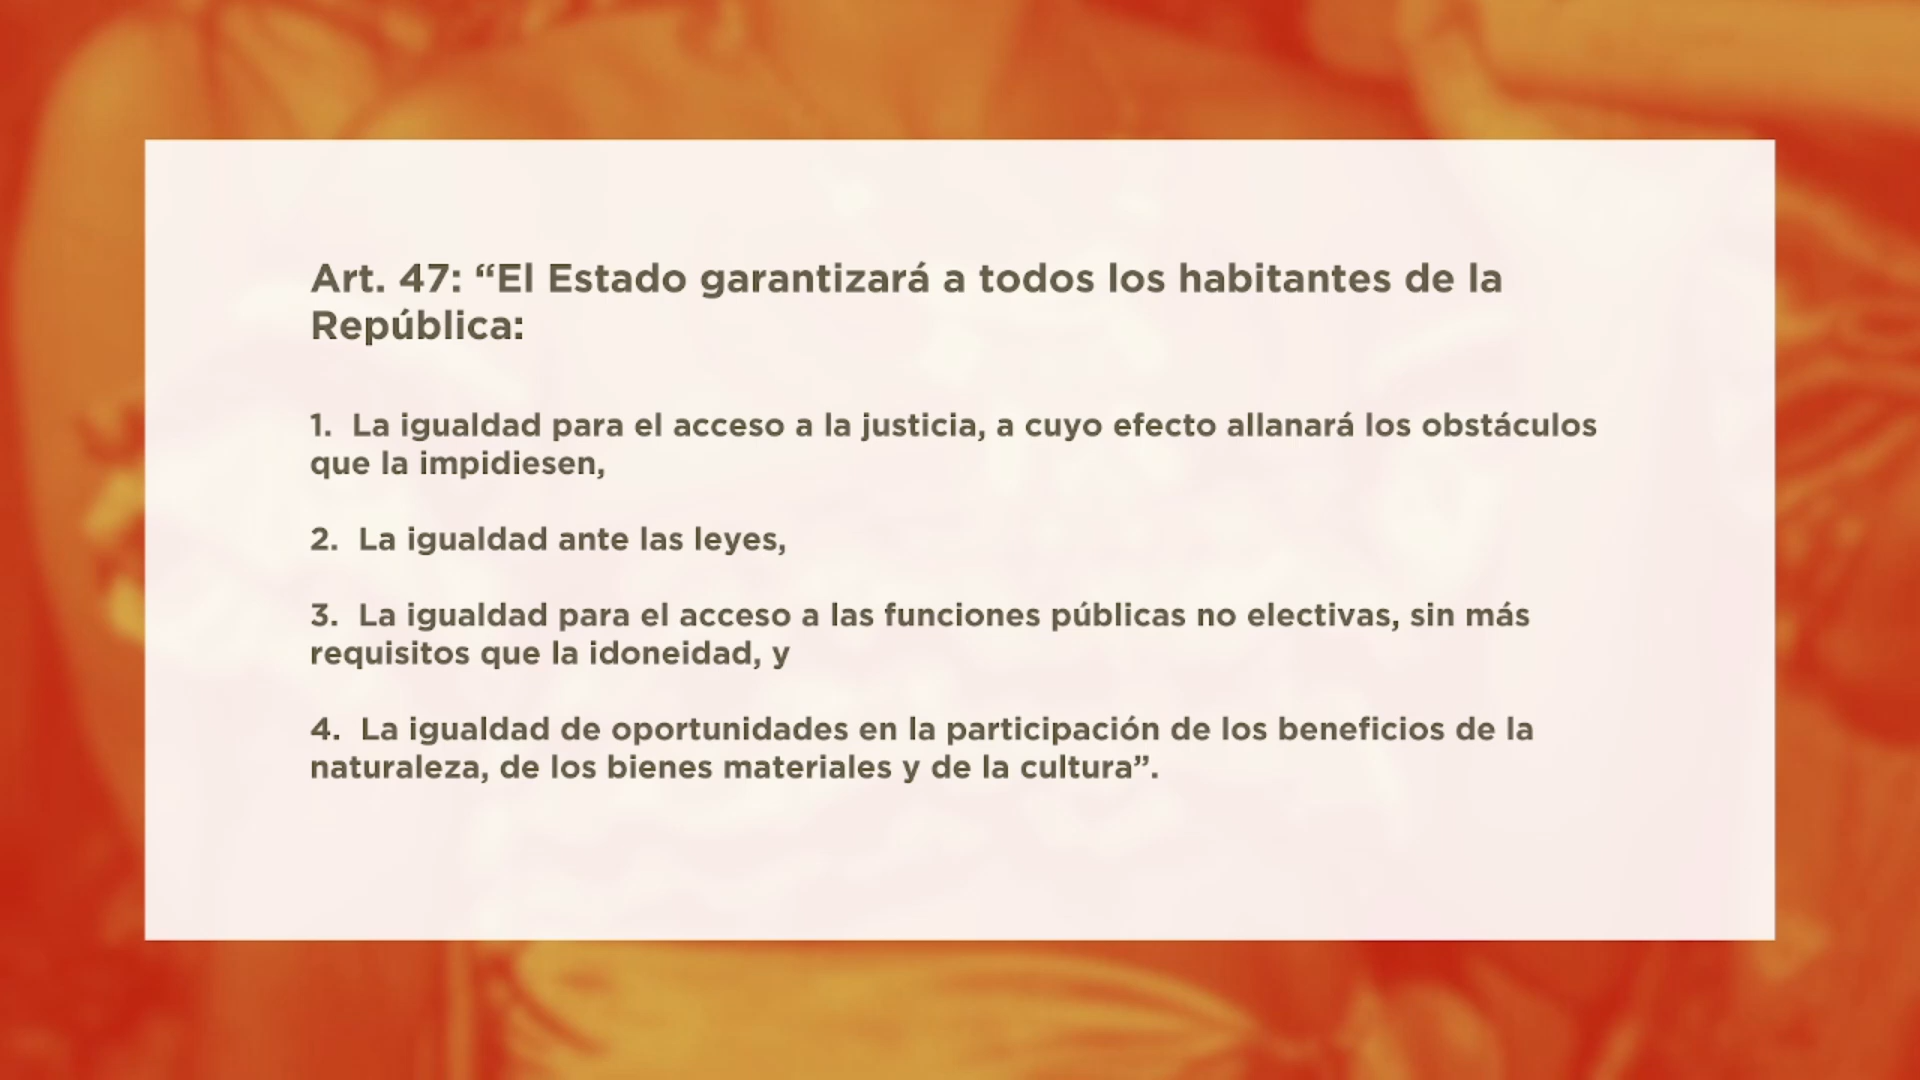 Art. 47: “El Estado garantizará a todos los habitantes de la
República:
1. La igualdad para el acceso a la justicia, a cuyo efecto allanará los obstáculos
que la impidiesen,
2. La igualdad ante las leyes,
3. La igualdad para el acceso a las funciones públicas no electivas, sin más
requisitos que la idoneidad, y
4. La igualdad de oportunidades en la participación de los beneficios de la
naturaleza, de los bienes materiales y de la cultura”.